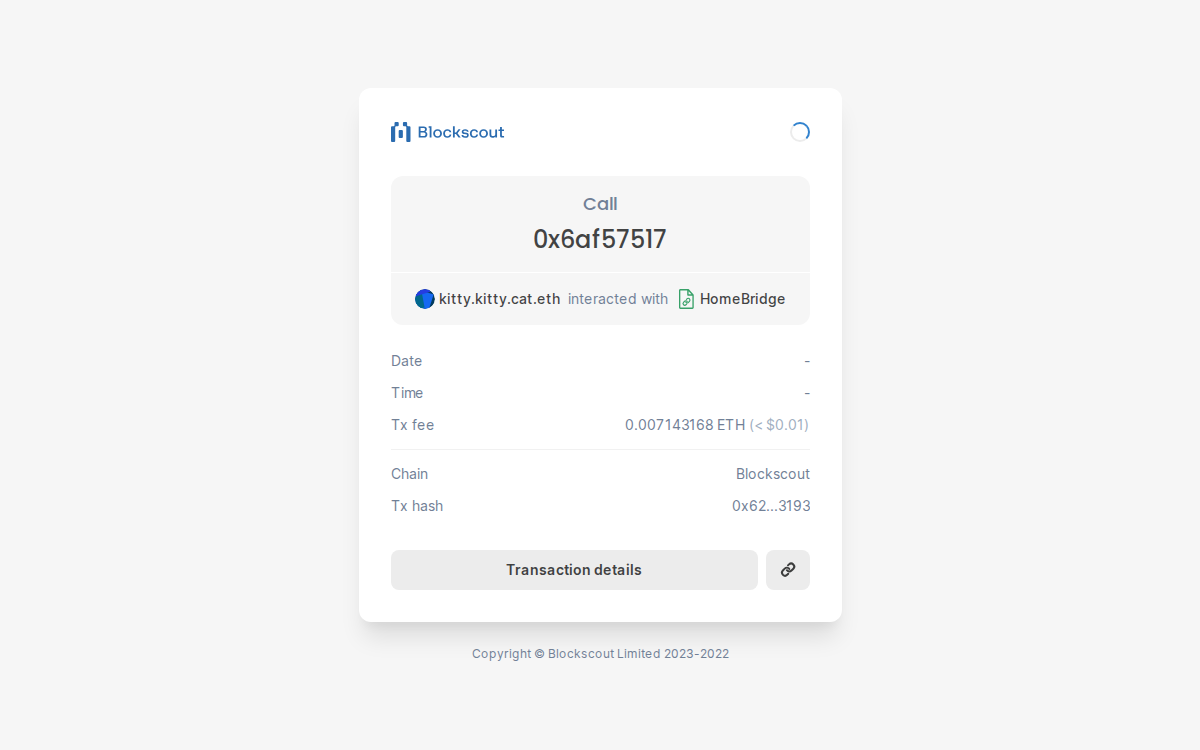 Blockscout
Call
0x6af57517
kitty.kitty.cat.eth interacted with HomeBridge
Date -
Time -
Tx fee 0.007143168 ETH (< $0.01)
Chain Blockscout
Tx hash 0x62...3193
Transaction details
Copyright © Blockscout Limited 2023-2022